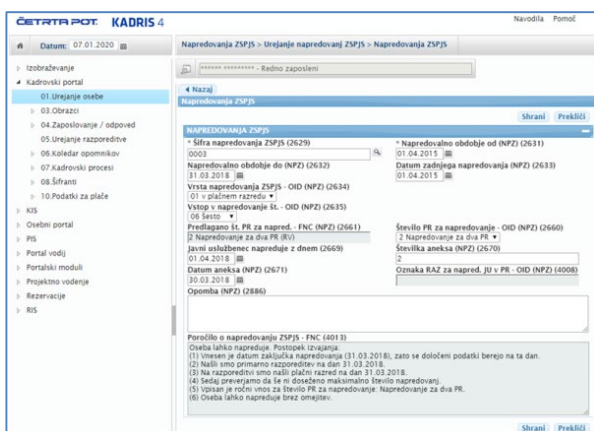 ČETRTA POT. KADRIS 4
Navodila Pomoč
Datum: 07.01.2020
Napredovanja ZSPJS > Urejanje napredovanj ZSPJS > Napredovanja ZSPJS
****** ********* - Redno zaposleni
Izobraževanje
Kadrovski portal
01.Urejanje osebe
03.Obrazci
04.Zaposlovanje / odpoved
05.Urejanje razporeditve
06.Koledar opomnikov
07.Kadrovski procesi
08.Šifranti
10.Podatki za plače
KIS
Osebni portal
PIS
Portal vodij
Portalski moduli
Projektno vodenje
Rezervacije
RIS
Nazaj
Napredovanja ZSPJS
Shrani Prekliči
NAPREDOVANJA ZSPJS
* Šifra napredovanja ZSPJS (2629)
0003
* Napredovalno obdobje od (NPZ) (2631)
01.04.2015
Napredovalno obdobje do (NPZ) (2632)
31.03.2018
Datum zadnjega napredovanja (NPZ) (2633)
01.04.2015
Vrsta napredovanja ZSPJS - OID (NPZ) (2634)
01 v plačnem razredu
Vstop v napredovanje št. - OID (NPZ) (2635)
06 Šesto
Predlagano št. PR za napred. - FNC (NPZ) (2661)
2 Napredovanje za dva PR (RV)
Število PR za napredovanje - OID (NPZ) (2660)
2 Napredovanje za dva PR
Javni uslužbenec napreduje z dnem (2669)
01.04.2018
Številka aneksa (NPZ) (2670)
2
Datum aneksa (NPZ) (2671)
30.03.2018
Oznaka RAZ za napred. JU v PR - OID (NPZ) (4008)
Opomba (NPZ) (2886)
Poročilo o napredovanju ZSPJS - FNC (4013)
Oseba lahko napreduje. Postopek izvajanja:
(1) Vnesen je datum zaključka napredovanja (31.03.2018), zato se določeni podatki berejo na ta dan.
(2) Našli smo primarno razporeditev na dan 31.03.2018.
(3) Na razporeditvi smo našli plačni razred na dan 31.03.2018.
(4) Sedaj preverjamo da še ni doseženo maksimalno število napredovanj.
(5) Vpisan je ročni vnos za število PR za napredovanje: Napredovanje za dva PR.
(6) Oseba lahko napreduje brez omejitev.
Shrani Prekliči